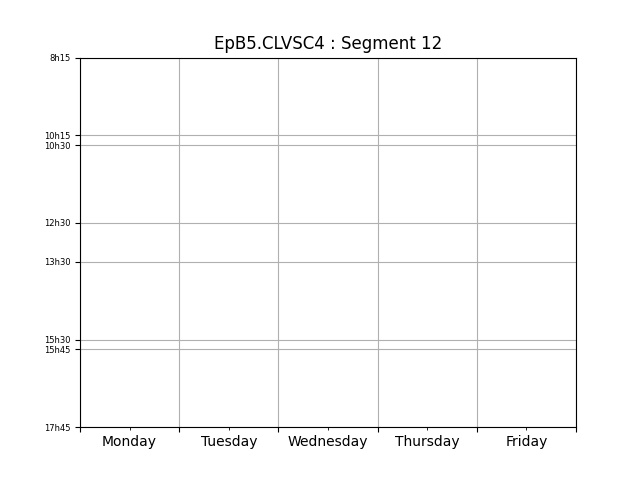 EpB5.CLVSC4 : Segment 12
8h15
10h15
10h30
12h30
13h30
15h30
15h45
17h45
Monday Tuesday Wednesday Thursday Friday